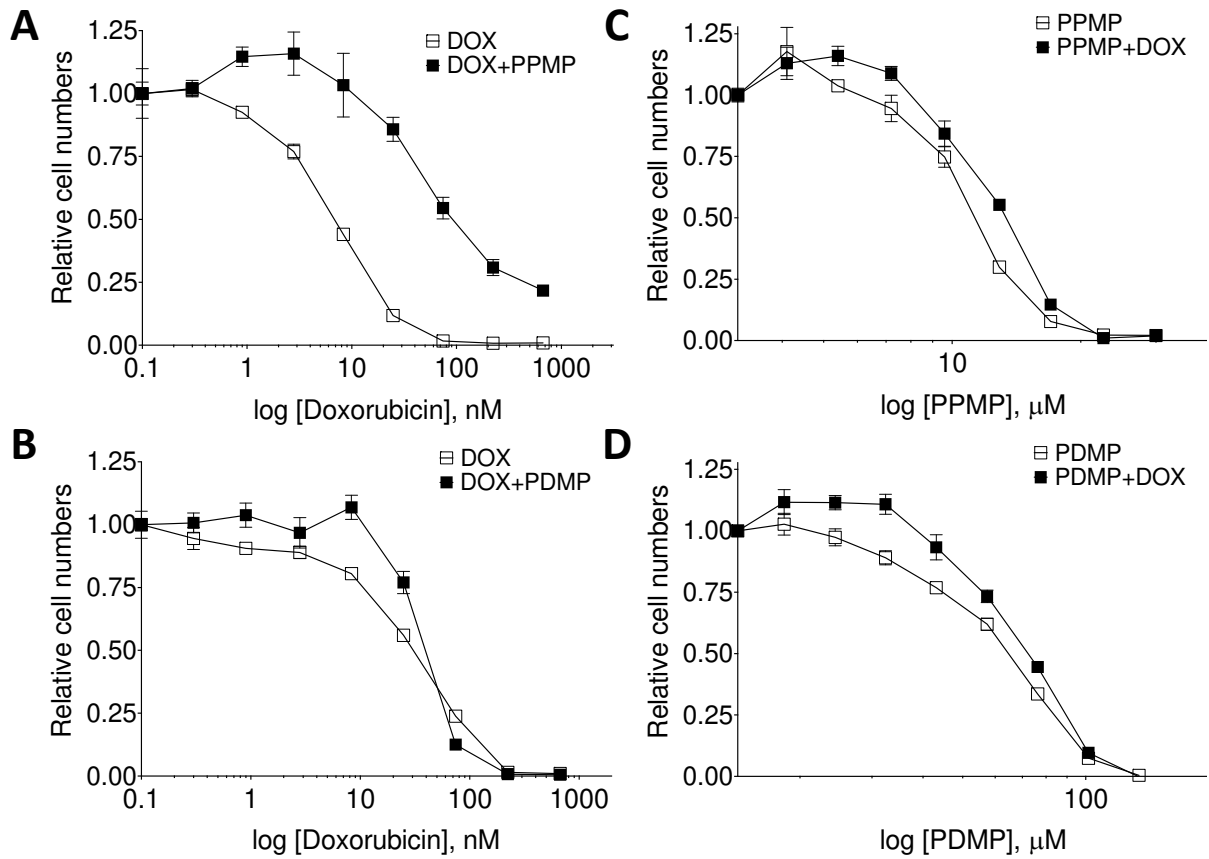 A
DOX
DOX+PPMP
Relative cell numbers
1.25
1.00
0.75
0.50
0.25
0.00
0.1
1
10
100
1000
log [Doxorubicin], nM
C
PPMP
PPMP+DOX
Relative cell numbers
1.25
1.00
0.75
0.50
0.25
0.00
10
log [PPMP], μM
B
DOX
DOX+PDMP
Relative cell numbers
1.25
1.00
0.75
0.50
0.25
0.00
0.1
1
10
100
1000
log [Doxorubicin], nM
D
PDMP
PDMP+DOX
Relative cell numbers
1.25
1.00
0.75
0.50
0.25
0.00
100
log [PDMP], μM